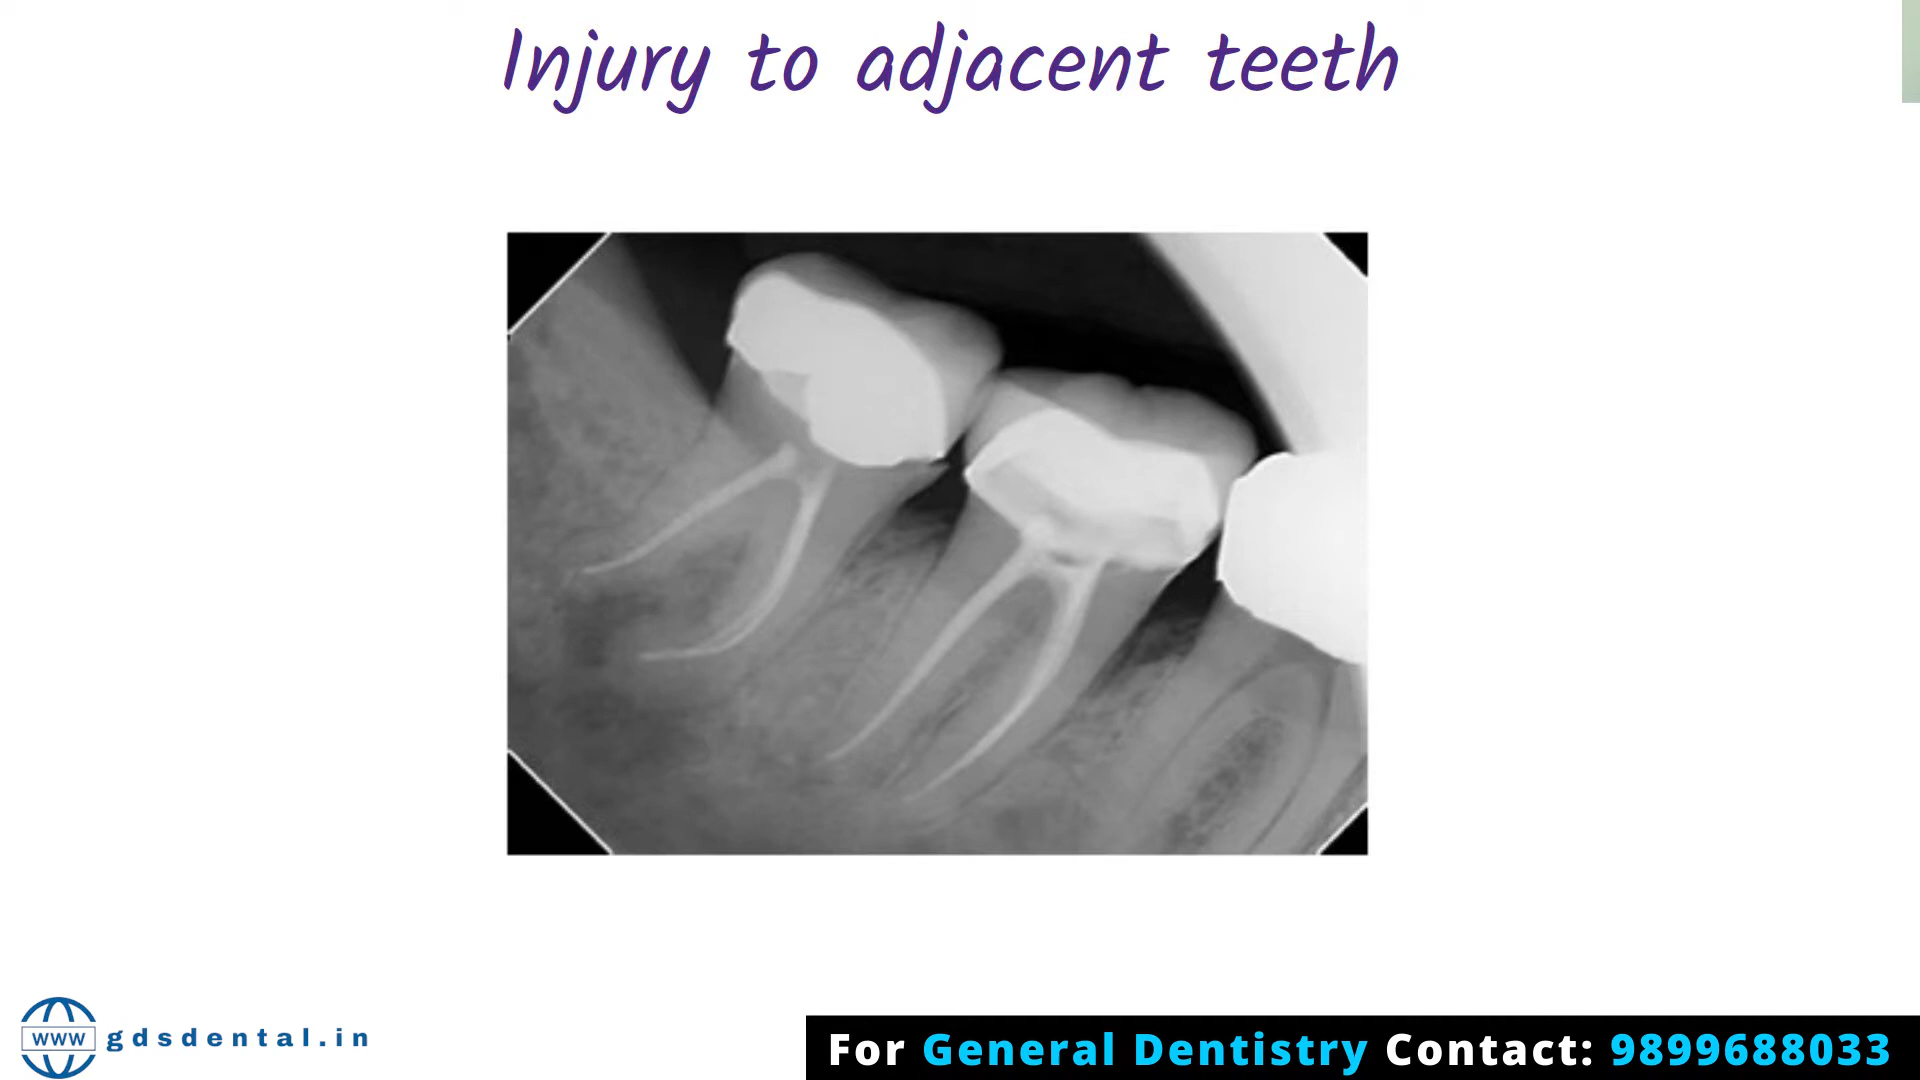 Injury to adjacent teeth
www gdsdental.in
For General Dentistry Contact: 9899688033